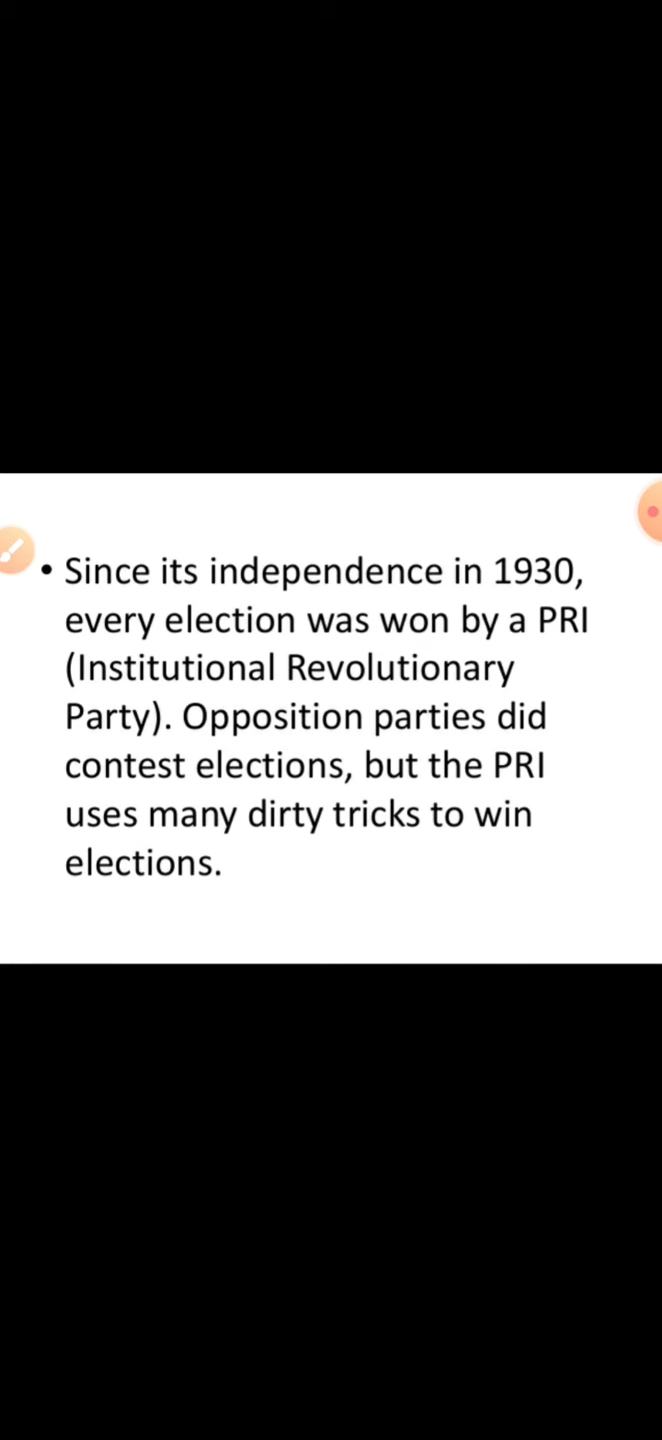 • Since its independence in 1930,
every election was won by a PRI
(Institutional Revolutionary
Party). Opposition parties did
contest elections, but the PRI
uses many dirty tricks to win
elections.